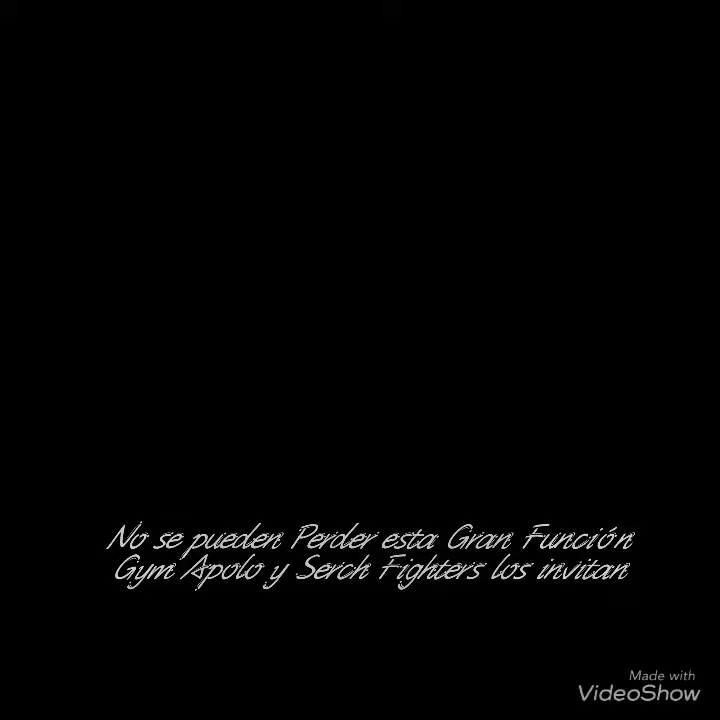 No se pueden Perder esta Gran Función
Gym Apolo y Serch Fighters los invitan
Made with
VideoShow